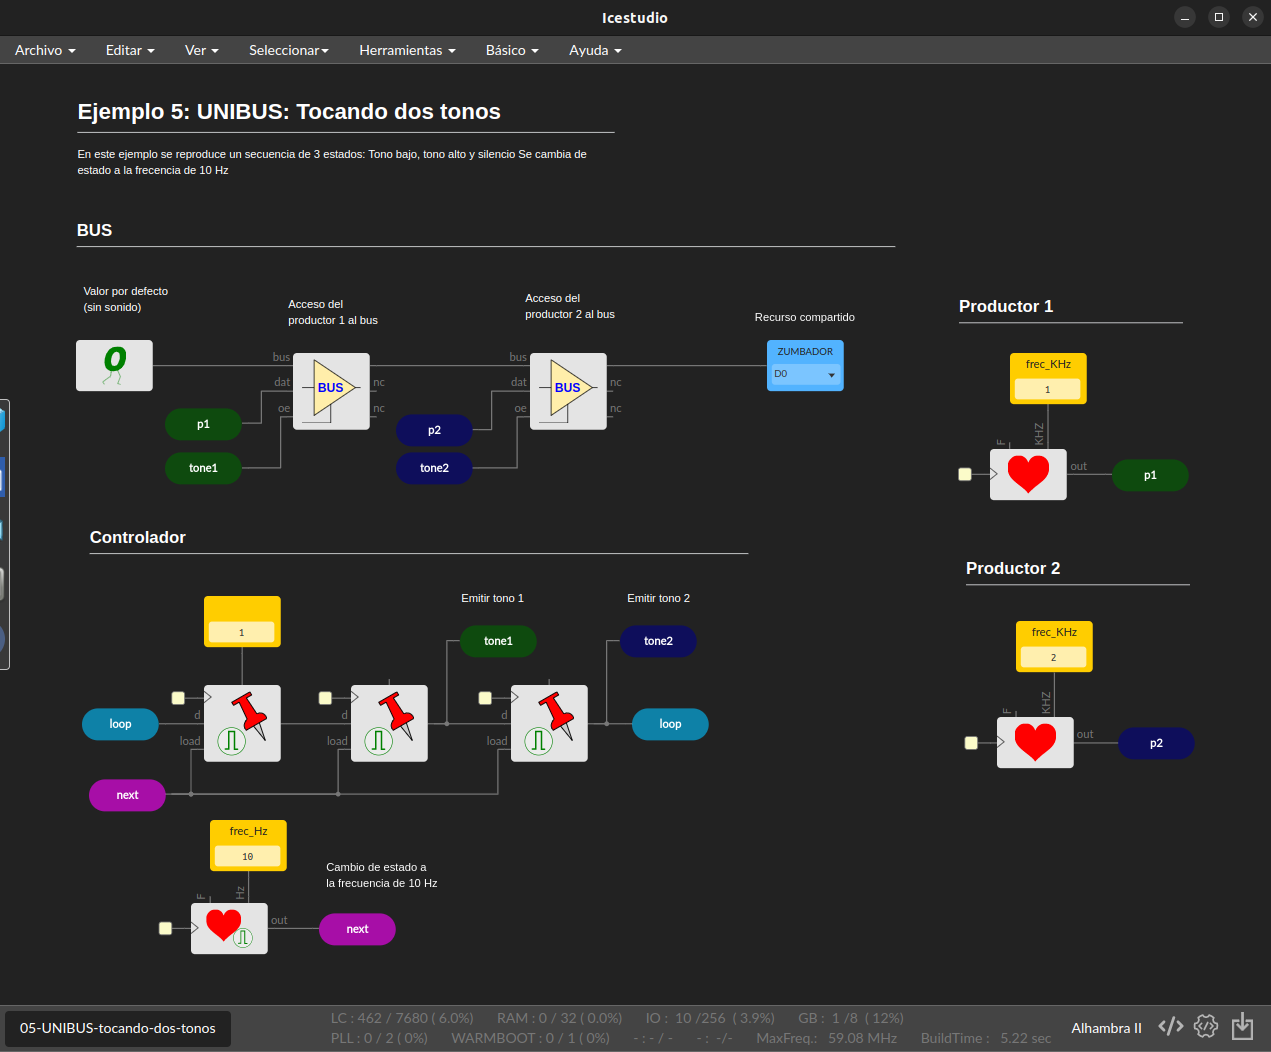 Icestudio
Archivo Editar Ver Seleccionar Herramientas Básico Ayuda
Ejemplo 5: UNIBUS: Tocando dos tonos
En este ejemplo se reproduce un secuencia de 3 estados: Tono bajo, tono alto y silencio Se cambia de
estado a la frecencia de 10 Hz
BUS
Valor por defecto
(sin sonido)
Acceso del
productor 1 al bus
Acceso del
productor 2 al bus
Recurso compartido
0
bus
dat
oe
BUS
nc
nc
p1
tone1
bus
dat
oe
BUS
nc
nc
p2
tone2
ZUMBADOR
D0
Productor 1
frec_KHz
1
F
KHZ
out
p1
Controlador
Emitir tono 1
Emitir tono 2
1
tone1
tone2
loop
d
load
d
load
d
load
loop
next
frec_Hz
10
F
Hz
out
next
Cambio de estado a
la frecuencia de 10 Hz
Productor 2
frec_KHz
2
F
KHZ
out
p2
05-UNIBUS-tocando-dos-tonos
LC : 462 / 7680 ( 6.0%) RAM : 0 / 32 ( 0.0%) IO : 10 /256 ( 3.9%) GB : 1 /8 ( 12%)
PLL : 0 / 2 ( 0%) WARMBOOT : 0 / 1 ( 0%) - : - / - - : -/- MaxFreq.: 59.08 MHz BuildTime : 5.22 sec
Alhambra II